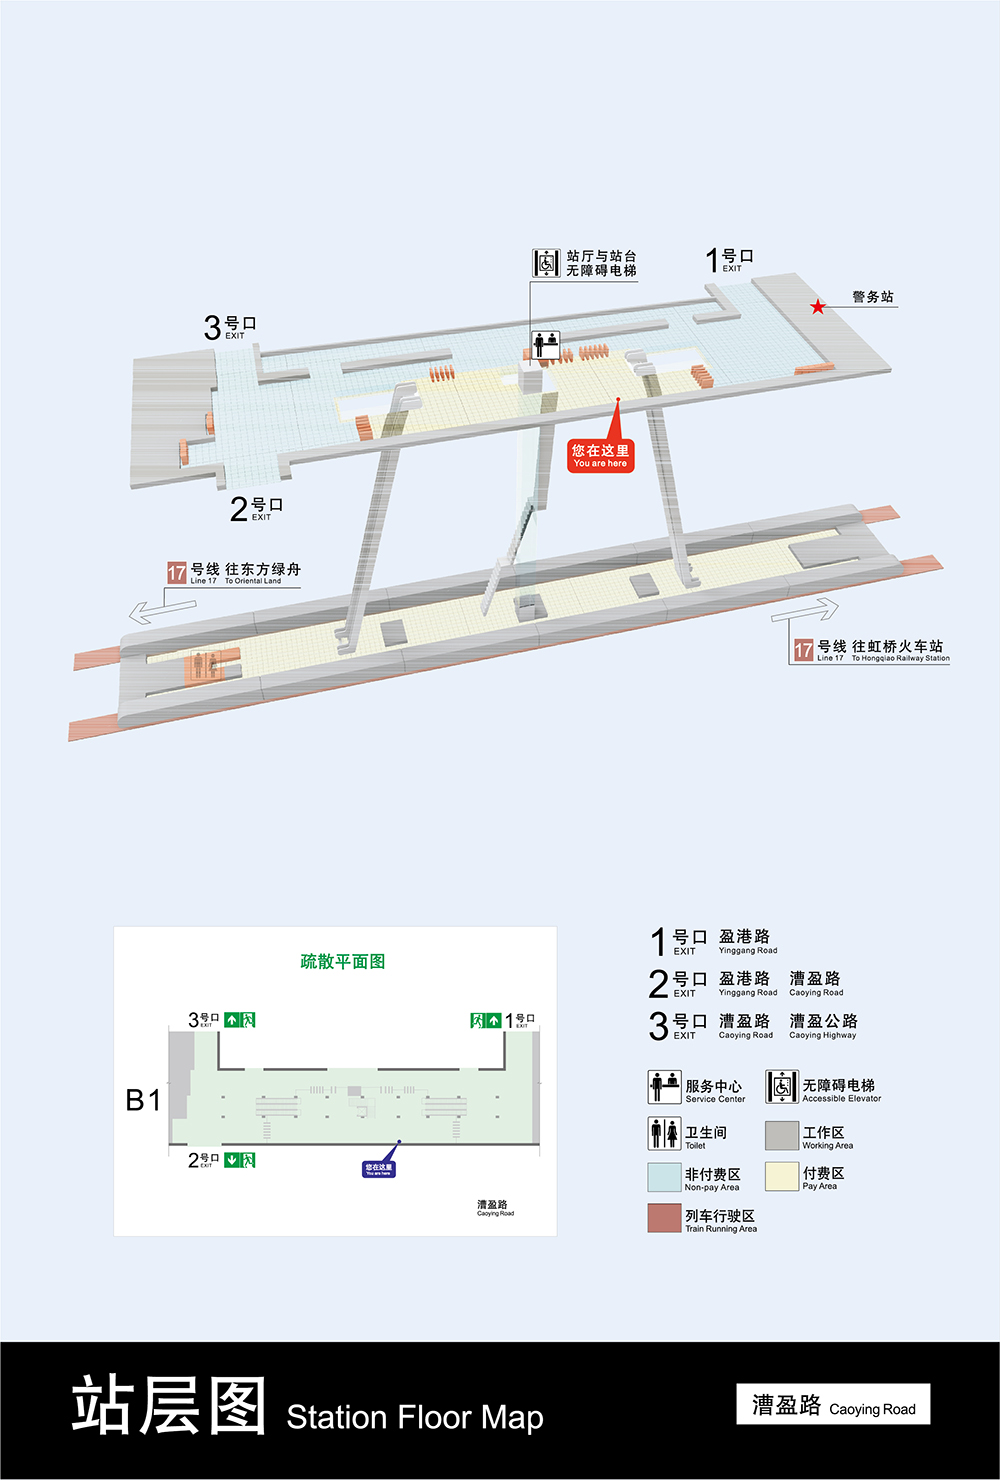 站厅与站台
无障碍电梯
1号口
EXIT
警务站
3号口
EXIT
您在这里
You are here
2号口
EXIT
17号线 往东方绿舟
Line 17 To Oriental Land
17号线 往虹桥火车站
Line 17 To Hongqiao Railway Station
疏散平面图
3号口
EXIT
1号口
EXIT
B1
2号口
EXIT
您在这里
You are here
漕盈路
Caoying Road
1号口 盈港路
EXIT Yinggang Road
2号口 盈港路 漕盈路
EXIT Yinggang Road Caoying Road
3号口 漕盈路 漕盈公路
EXIT Caoying Road Caoying Highway
服务中心
Service Center
无障碍电梯
Accessible Elevator
卫生间
Toilet
工作区
Working Area
非付费区
Non-pay Area
付费区
Pay Area
列车行驶区
Train Running Area
站层图 Station Floor Map
漕盈路 Caoying Road